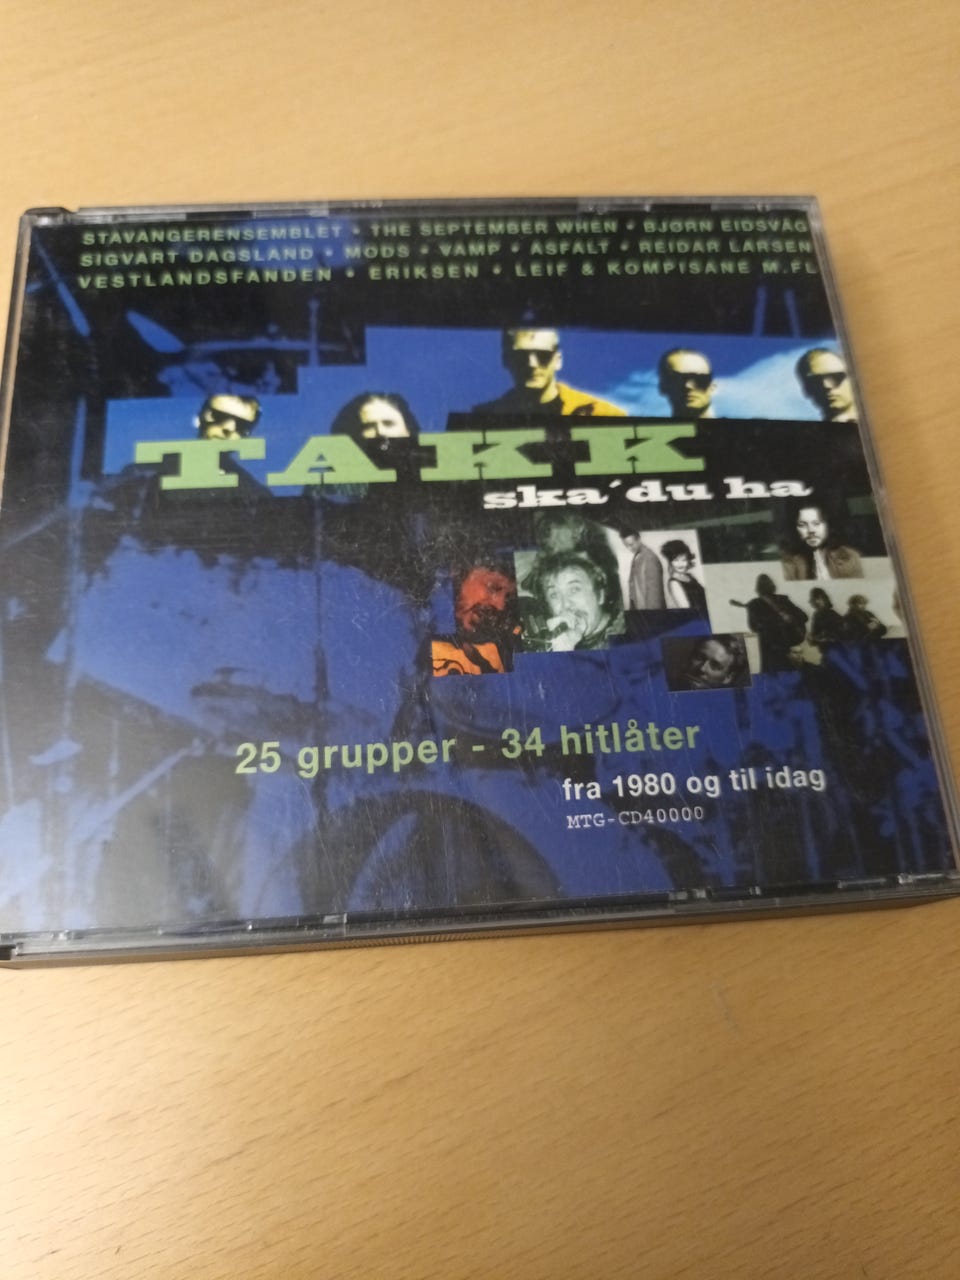 STAVANGERENSEMBLET • THE SEPTEMBER WHEN • BJØRN EIDSVÅG
SIGVART DAGSLAND • MODS • VAMP • ASFALT • REIDAR LARSEN
VESTLANDSFANDEN • ERIKSEN • LEIF & KOMPISANE M.FL
TAKK
ska´du ha
25 grupper - 34 hitlåter
fra 1980 og til idag
MTG-CD40000